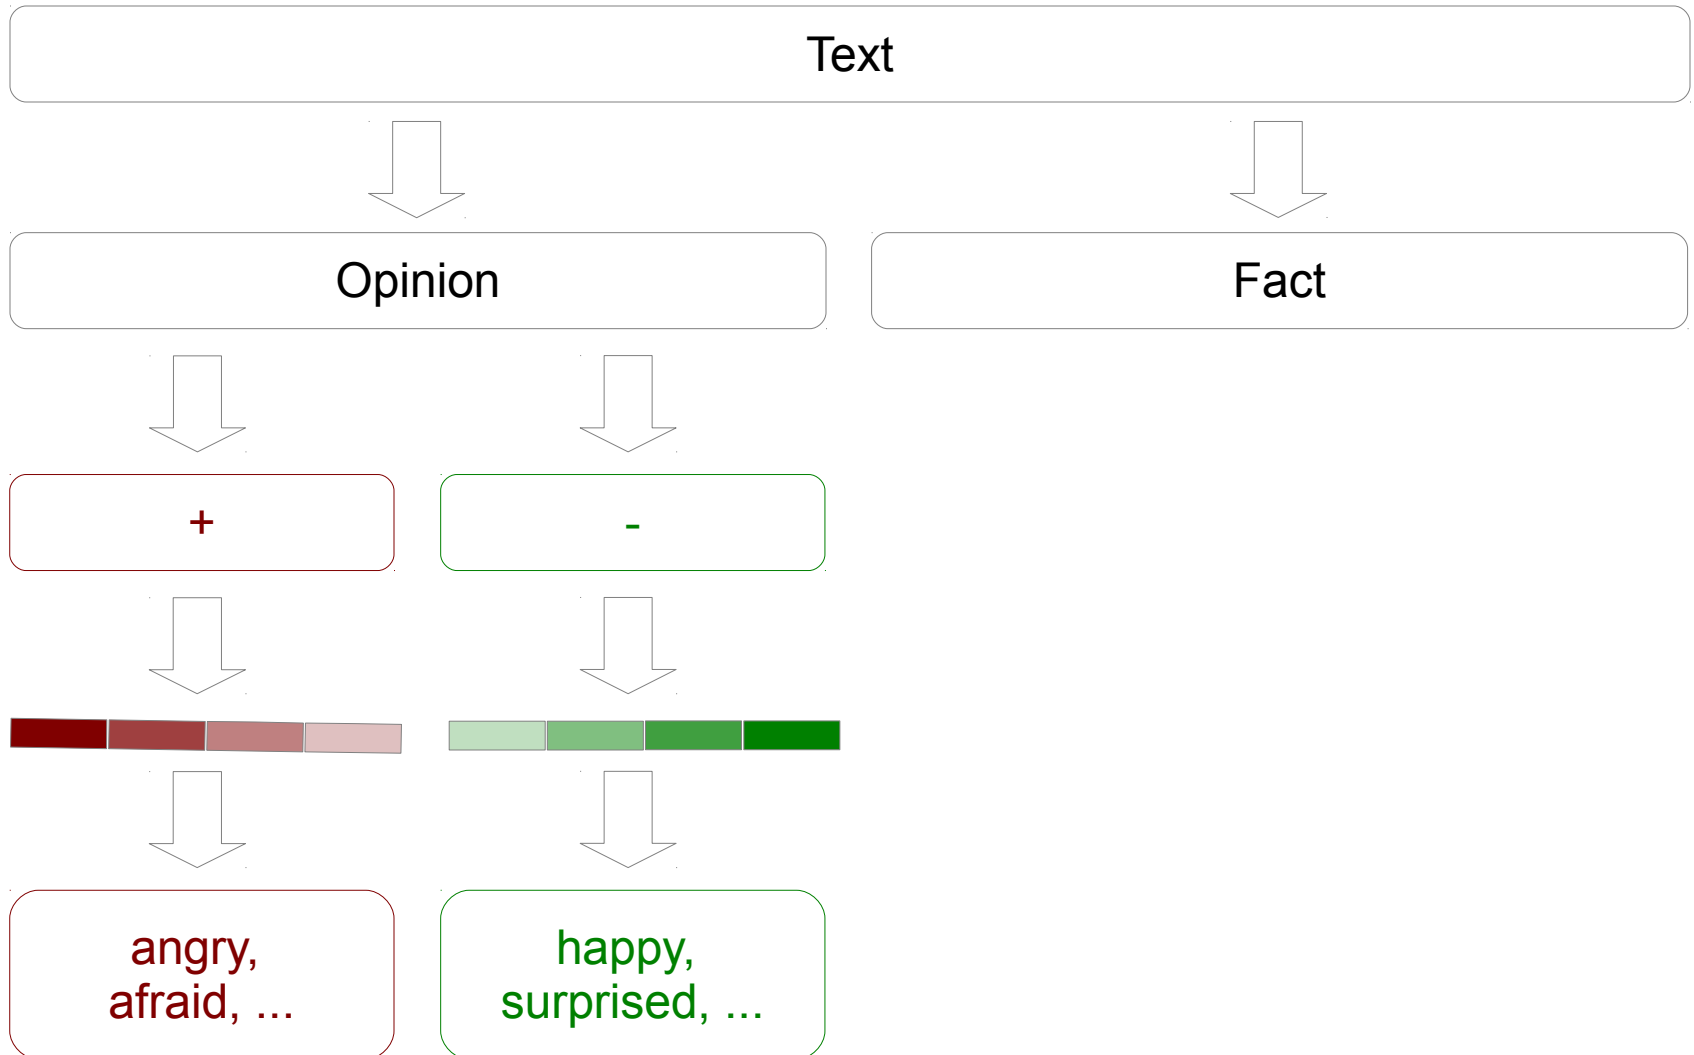 Text
Opinion
Fact
+
-
angry,
afraid, ...
happy,
surprised, ...